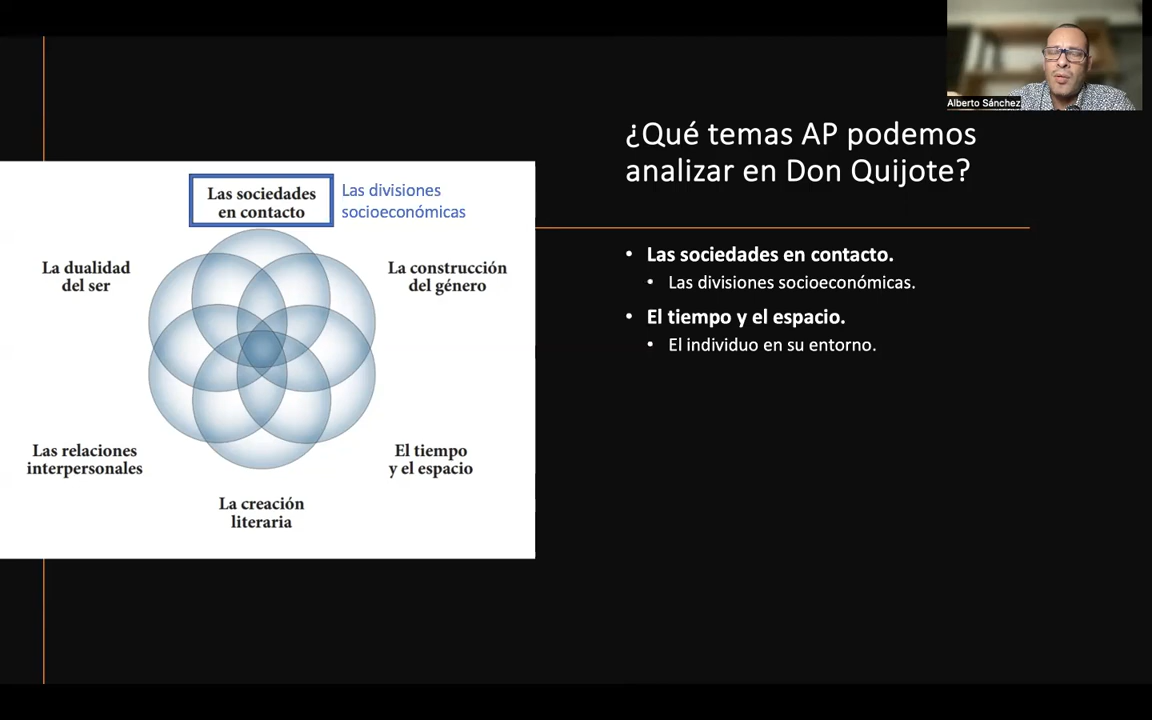 Alberto Sánchez
¿Qué temas AP podemos
analizar en Don Quijote?
Las sociedades
en contacto
Las divisiones
socioeconómicas
La dualidad
del ser
La construcción
del género
Las relaciones
interpersonales
El tiempo
y el espacio
La creación
literaria
• Las sociedades en contacto.
• Las divisiones socioeconómicas.
• El tiempo y el espacio.
• El individuo en su entorno.